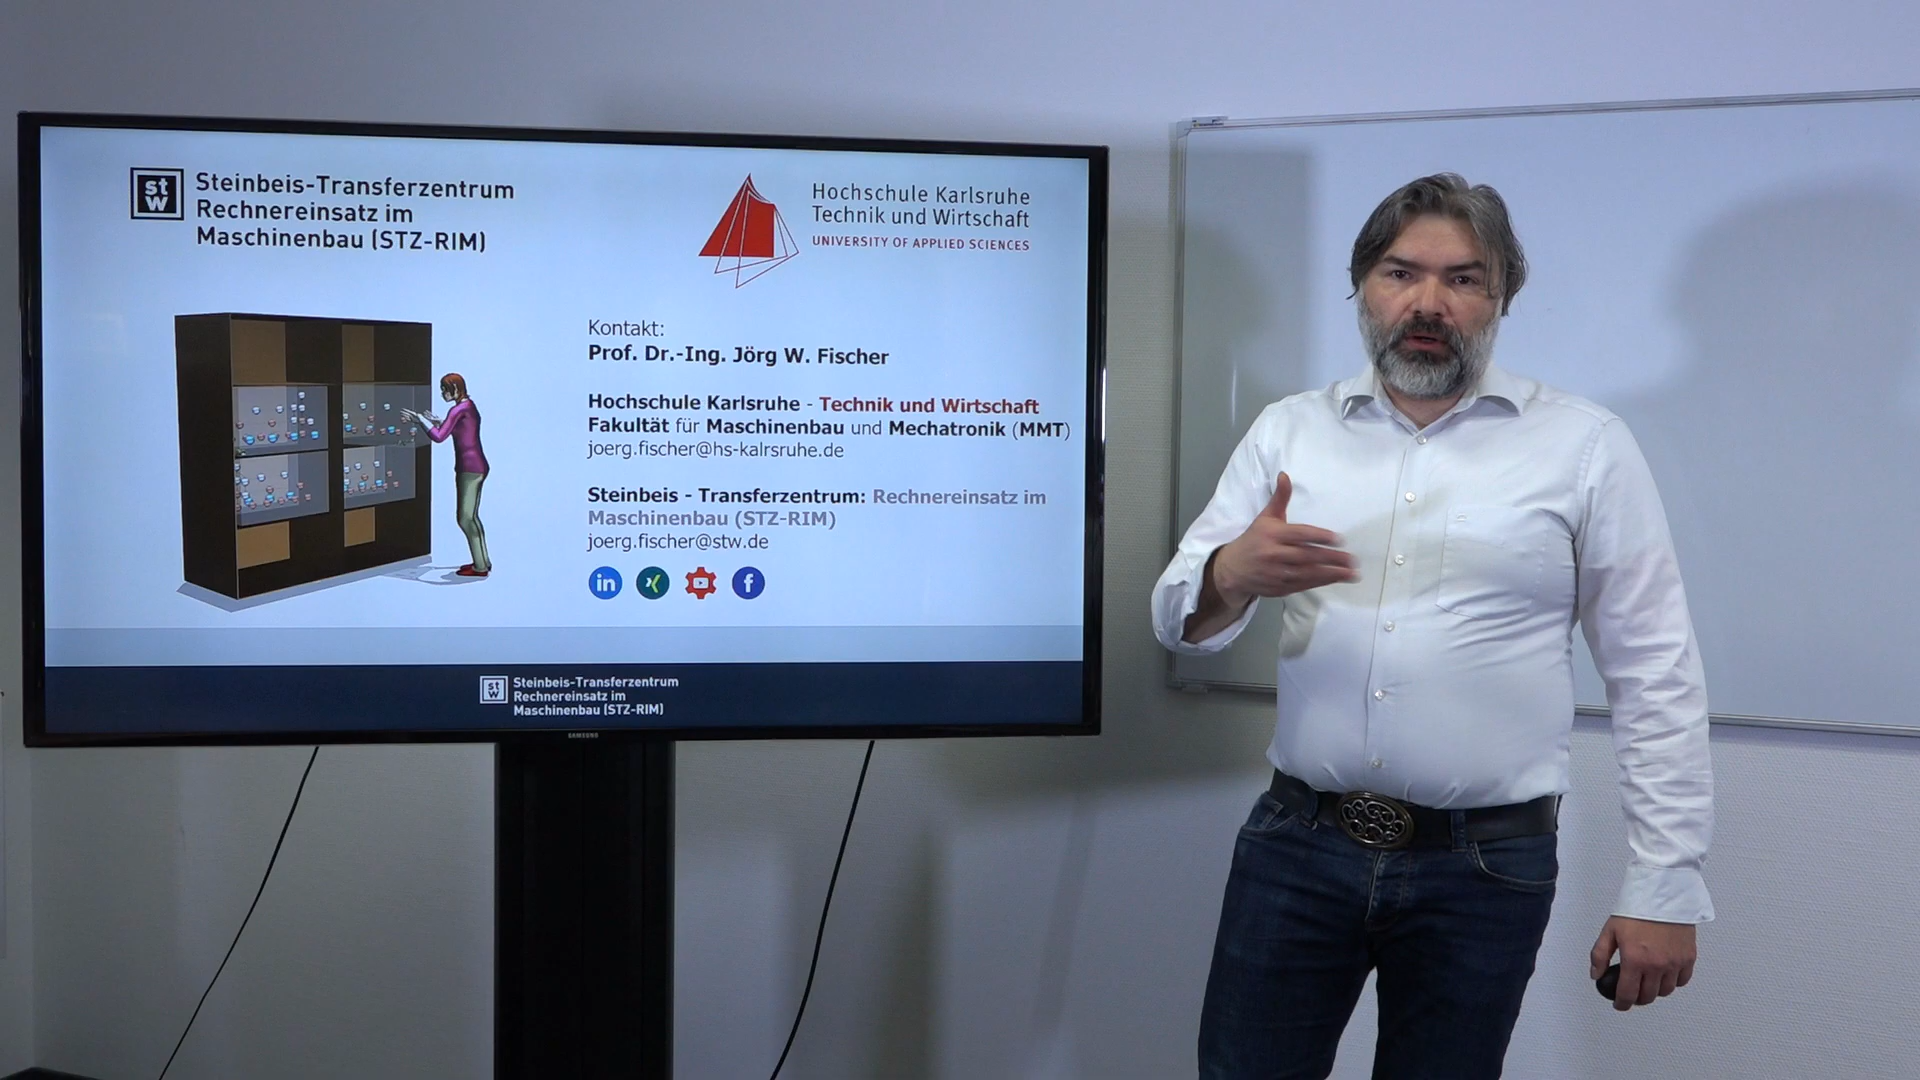 st
w
Steinbeis-Transferzentrum
Rechnereinsatz im
Maschinenbau (STZ-RIM)
Hochschule Karlsruhe
Technik und Wirtschaft
UNIVERSITY OF APPLIED SCIENCES
Kontakt:
Prof. Dr.-Ing. Jörg W. Fischer
Hochschule Karlsruhe - Technik und Wirtschaft
Fakultät für Maschinenbau und Mechatronik (MMT)
joerg.fischer@hs-kalrsruhe.de
Steinbeis - Transferzentrum: Rechnereinsatz im
Maschinenbau (STZ-RIM)
joerg.fischer@stw.de
in
f
st
w
Steinbeis-Transferzentrum
Rechnereinsatz im
Maschinenbau (STZ-RIM)
SAMSUNG